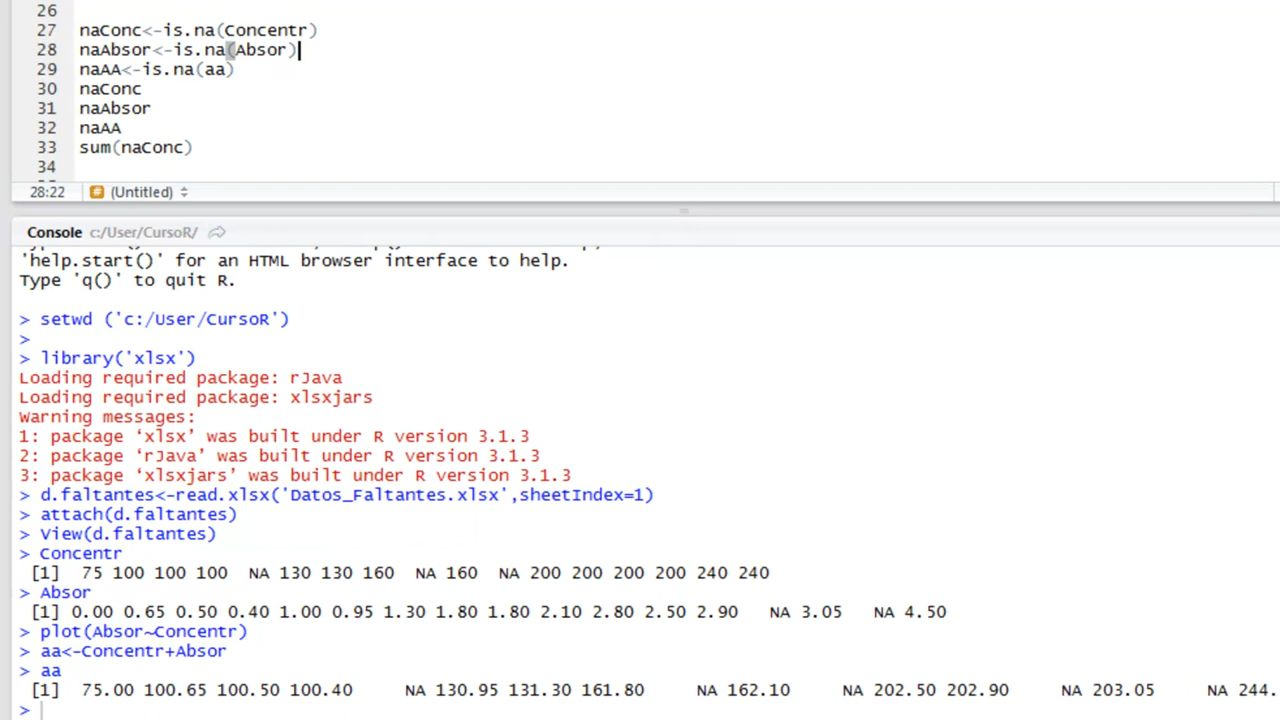 26
27 naConc<-is.na(Concentr)
28 naAbsor<-is.na(Absor)
29 naAA<-is.na(aa)
30 naConc
31 naAbsor
32 naAA
33 sum(naConc)
34
28:22 (Untitled)
Console c:/User/CursoR/
'help.start()' for an HTML browser interface to help.
Type 'q()' to quit R.
> setwd ('c:/User/CursoR')
>
> library('xlsx')
Loading required package: rJava
Loading required package: xlsxjars
Warning messages:
1: package ‘xlsx’ was built under R version 3.1.3
2: package ‘rJava’ was built under R version 3.1.3
3: package ‘xlsxjars’ was built under R version 3.1.3
> d.faltantes<-read.xlsx('Datos_Faltantes.xlsx',sheetIndex=1)
> attach(d.faltantes)
> View(d.faltantes)
> Concentr
[1] 75 100 100 100 NA 130 130 160 NA 160 NA 200 200 200 200 240 240
> Absor
[1] 0.00 0.65 0.50 0.40 1.00 0.95 1.30 1.80 1.80 2.10 2.80 2.50 2.90 NA 3.05 NA 4.50
> plot(Absor~Concentr)
> aa<-Concentr+Absor
> aa
[1] 75.00 100.65 100.50 100.40 NA 130.95 131.30 161.80 NA 162.10 NA 202.50 202.90 NA 203.05 NA 244.
>